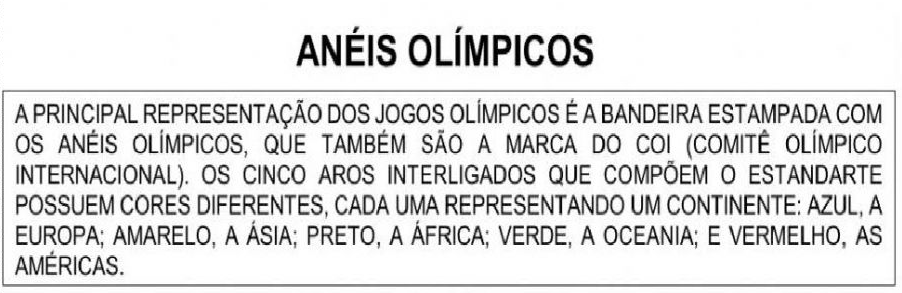 ANÉIS OLÍMPICOS
A PRINCIPAL REPRESENTAÇÃO DOS JOGOS OLÍMPICOS É A BANDEIRA ESTAMPADA COM
OS ANÉIS OLÍMPICOS, QUE TAMBÉM SÃO A MARCA DO COI (COMITÊ OLÍMPICO
INTERNACIONAL). OS CINCO AROS INTERLIGADOS QUE COMPÕEM O ESTANDARTE
POSSUEM CORES DIFERENTES, CADA UMA REPRESENTANDO UM CONTINENTE: AZUL, A
EUROPA; AMARELO, A ÁSIA; PRETO, A ÁFRICA; VERDE, A OCEANIA; E VERMELHO, AS
AMÉRICAS.